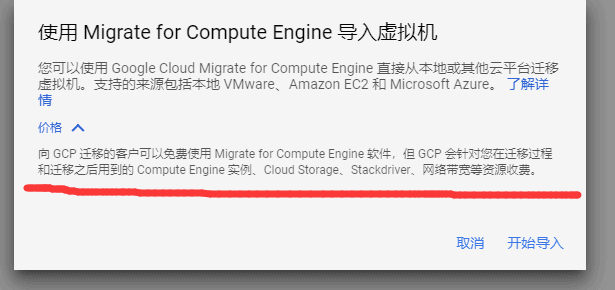 使用 Migrate for Compute Engine 导入虚拟机
您可以使用 Google Cloud Migrate for Compute Engine 直接从本地或其他云平台迁移
虚拟机。支持的来源包括本地 VMware、Amazon EC2 和 Microsoft Azure。 了解详
情
价格
向 GCP 迁移的客户可以免费使用 Migrate for Compute Engine 软件，但 GCP 会针对您在迁移过程
和迁移之后用到的 Compute Engine 实例、Cloud Storage、Stackdriver、网络带宽等资源收费。
取消 开始导入